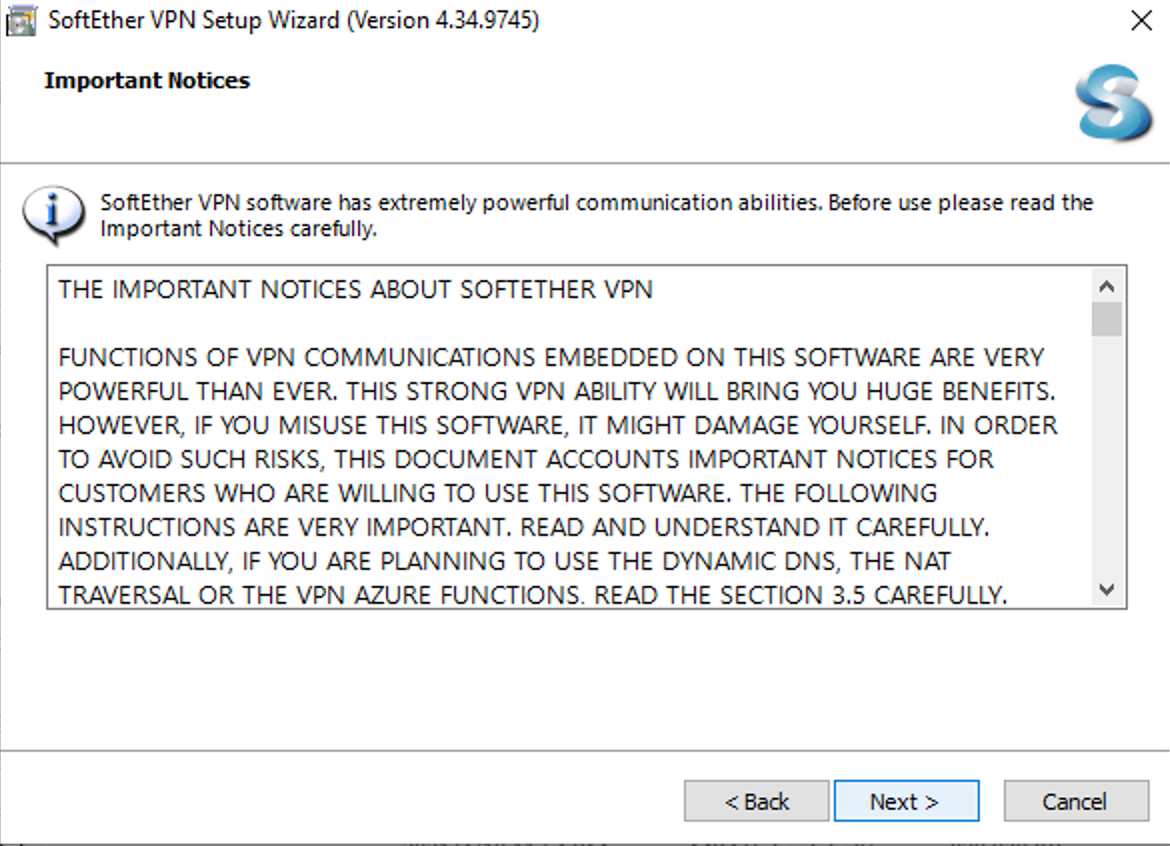 SoftEther VPN Setup Wizard (Version 4.34.9745)
Important Notices
SoftEther VPN software has extremely powerful communication abilities. Before use please read the
Important Notices carefully.
THE IMPORTANT NOTICES ABOUT SOFTETHER VPN
FUNCTIONS OF VPN COMMUNICATIONS EMBEDDED ON THIS SOFTWARE ARE VERY
POWERFUL THAN EVER. THIS STRONG VPN ABILITY WILL BRING YOU HUGE BENEFITS.
HOWEVER, IF YOU MISUSE THIS SOFTWARE, IT MIGHT DAMAGE YOURSELF. IN ORDER
TO AVOID SUCH RISKS, THIS DOCUMENT ACCOUNTS IMPORTANT NOTICES FOR
CUSTOMERS WHO ARE WILLING TO USE THIS SOFTWARE. THE FOLLOWING
INSTRUCTIONS ARE VERY IMPORTANT. READ AND UNDERSTAND IT CAREFULLY.
ADDITIONALLY, IF YOU ARE PLANNING TO USE THE DYNAMIC DNS, THE NAT
TRAVERSAL OR THE VPN AZURE FUNCTIONS. READ THE SECTION 3.5 CAREFULLY.
< Back Next > Cancel